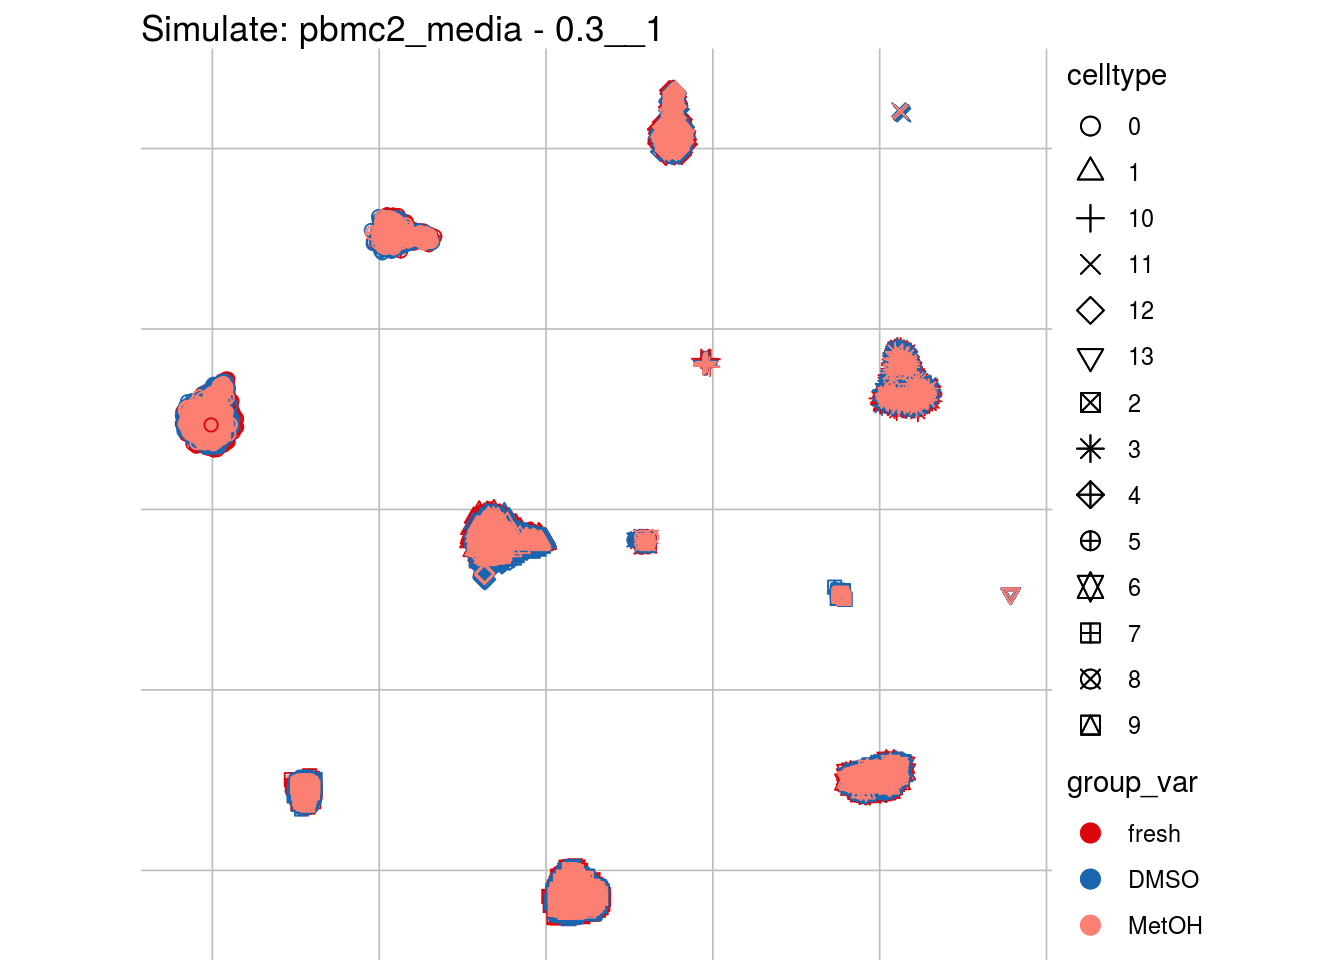 Simulate: pbmc2_media - 0.3__1
celltype
0
1
10
11
12
13
2
3
4
5
6
7
8
9
group_var
fresh
DMSO
MetOH